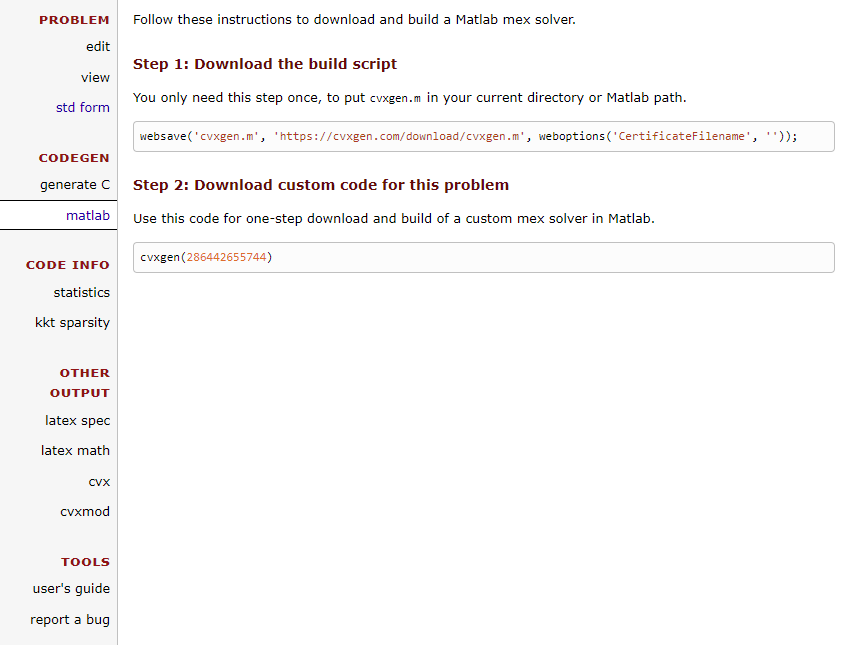 PROBLEM
edit
view
std form
CODEGEN
generate C
matlab
CODE INFO
statistics
kkt sparsity
OTHER
OUTPUT
latex spec
latex math
cvx
cvxmod
TOOLS
user's guide
report a bug
Follow these instructions to download and build a Matlab mex solver.
Step 1: Download the build script
You only need this step once, to put cvxgen.m in your current directory or Matlab path.
websave('cvxgen.m', 'https://cvxgen.com/download/cvxgen.m', weboptions('CertificateFilename', ''));
Step 2: Download custom code for this problem
Use this code for one-step download and build of a custom mex solver in Matlab.
cvxgen(286442655744)